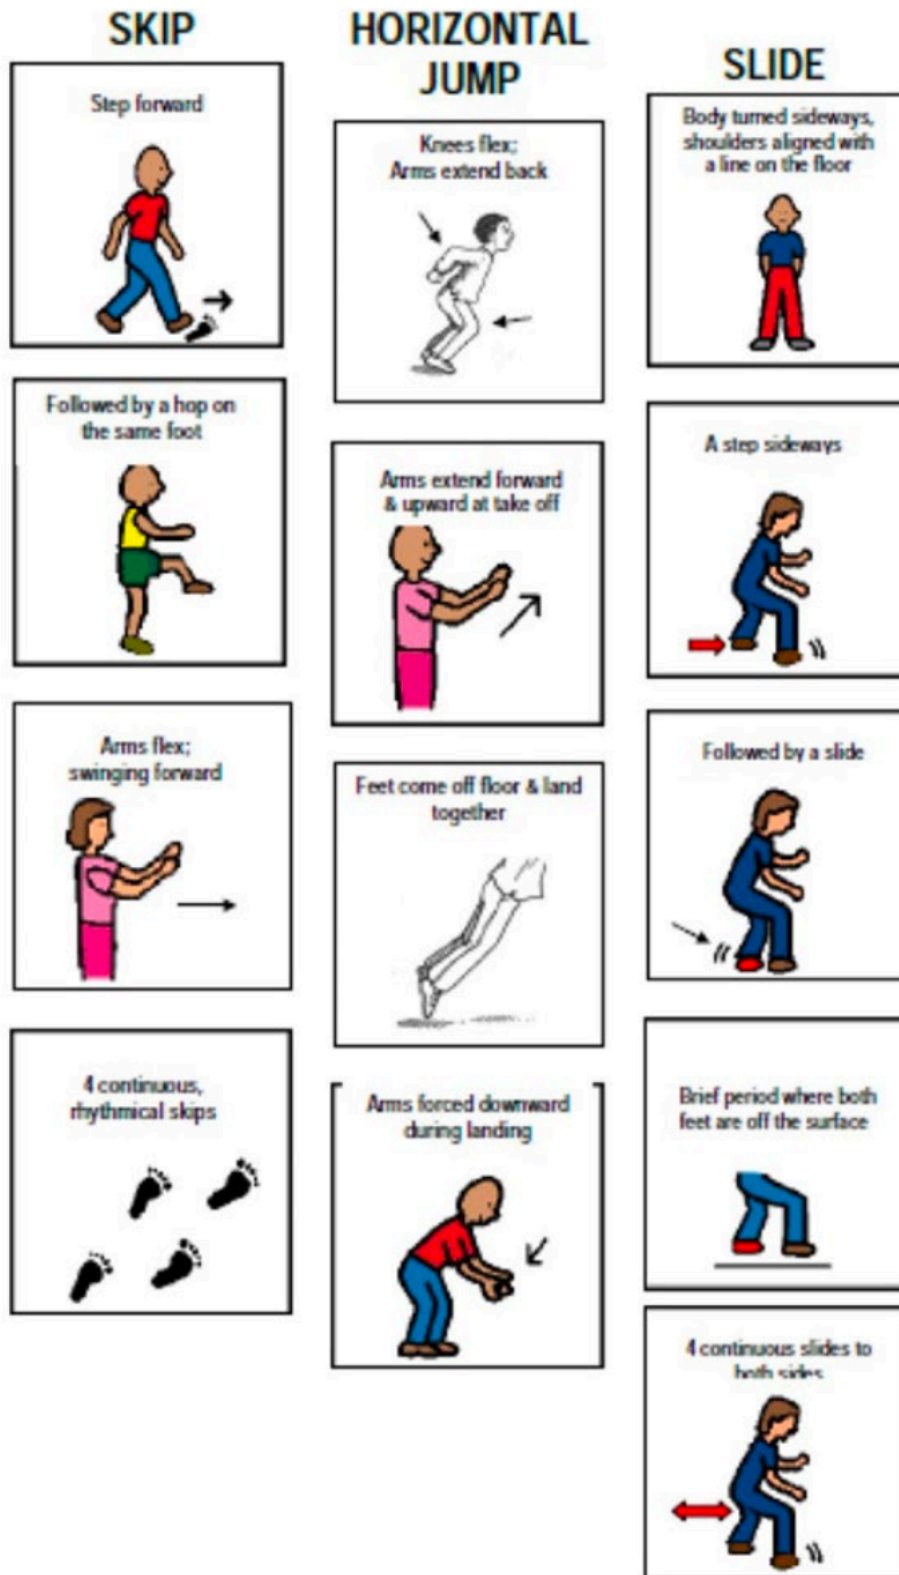 SKIP
Step forward
Followed by a hop on
the same foot
Arms flex;
swinging forward
4 continuous,
rhythmical skips
HORIZONTAL
JUMP
Knees flex;
Arms extend back
Arms extend forward
& upward at take off
Feet come off floor & land
together
Arms forced downward
during landing
SLIDE
Body turned sideways,
shoulders aligned with
a line on the floor
A step sideways
Followed by a slide
Brief period where both
feet are off the surface
4 continuous slides to
both sides